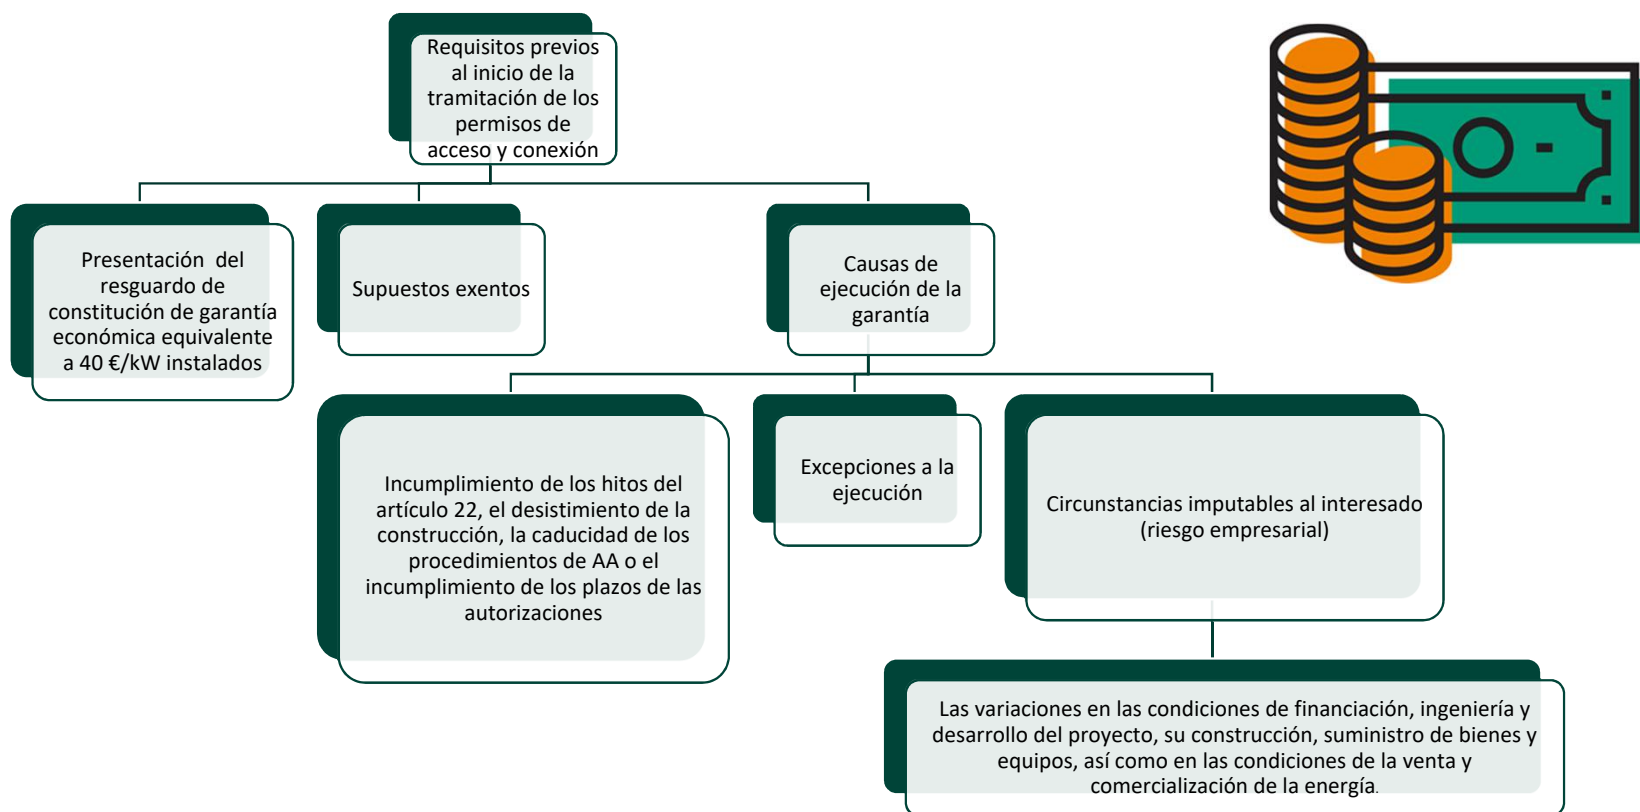 Requisitos previos
al inicio de la
tramitación de los
permisos de
acceso y conexión
Presentación del
resguardo de
constitución de garantía
económica equivalente
a 40 €/kW instalados
Supuestos exentos
Causas de
ejecución de la
garantía
Incumplimiento de los hitos del
artículo 22, el desistimiento de la
construcción, la caducidad de los
procedimientos de AA o el
incumplimiento de los plazos de las
autorizaciones
Excepciones a la
ejecución
Circunstancias imputables al interesado
(riesgo empresarial)
Las variaciones en las condiciones de financiación, ingeniería y
desarrollo del proyecto, su construcción, suministro de bienes y
equipos, así como en las condiciones de la venta y
comercialización de la energía.